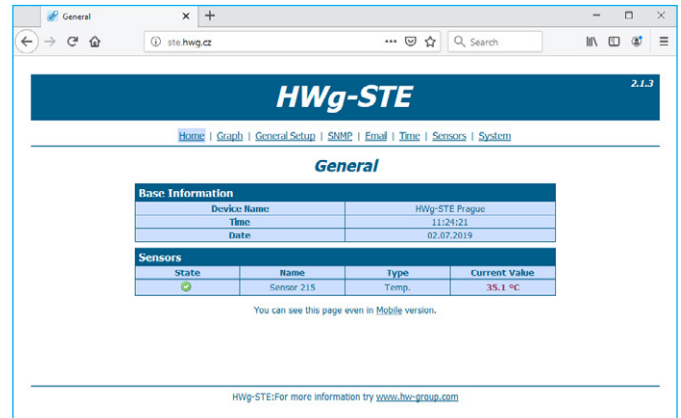 General
ste.hwg.cz
Search
HWg-STE
2.1.3
Home | Graph | General Setup | SNMP | Email | Time | Sensors | System
General
Base Information
Device Name HWg-STE Prague
Time 11:24:21
Date 02.07.2019
Sensors
State Name Type Current Value
Sensor 215 Temp. 35.1 °C
You can see this page even in Mobile version.
HWg-STE:For more information try www.hw-group.com